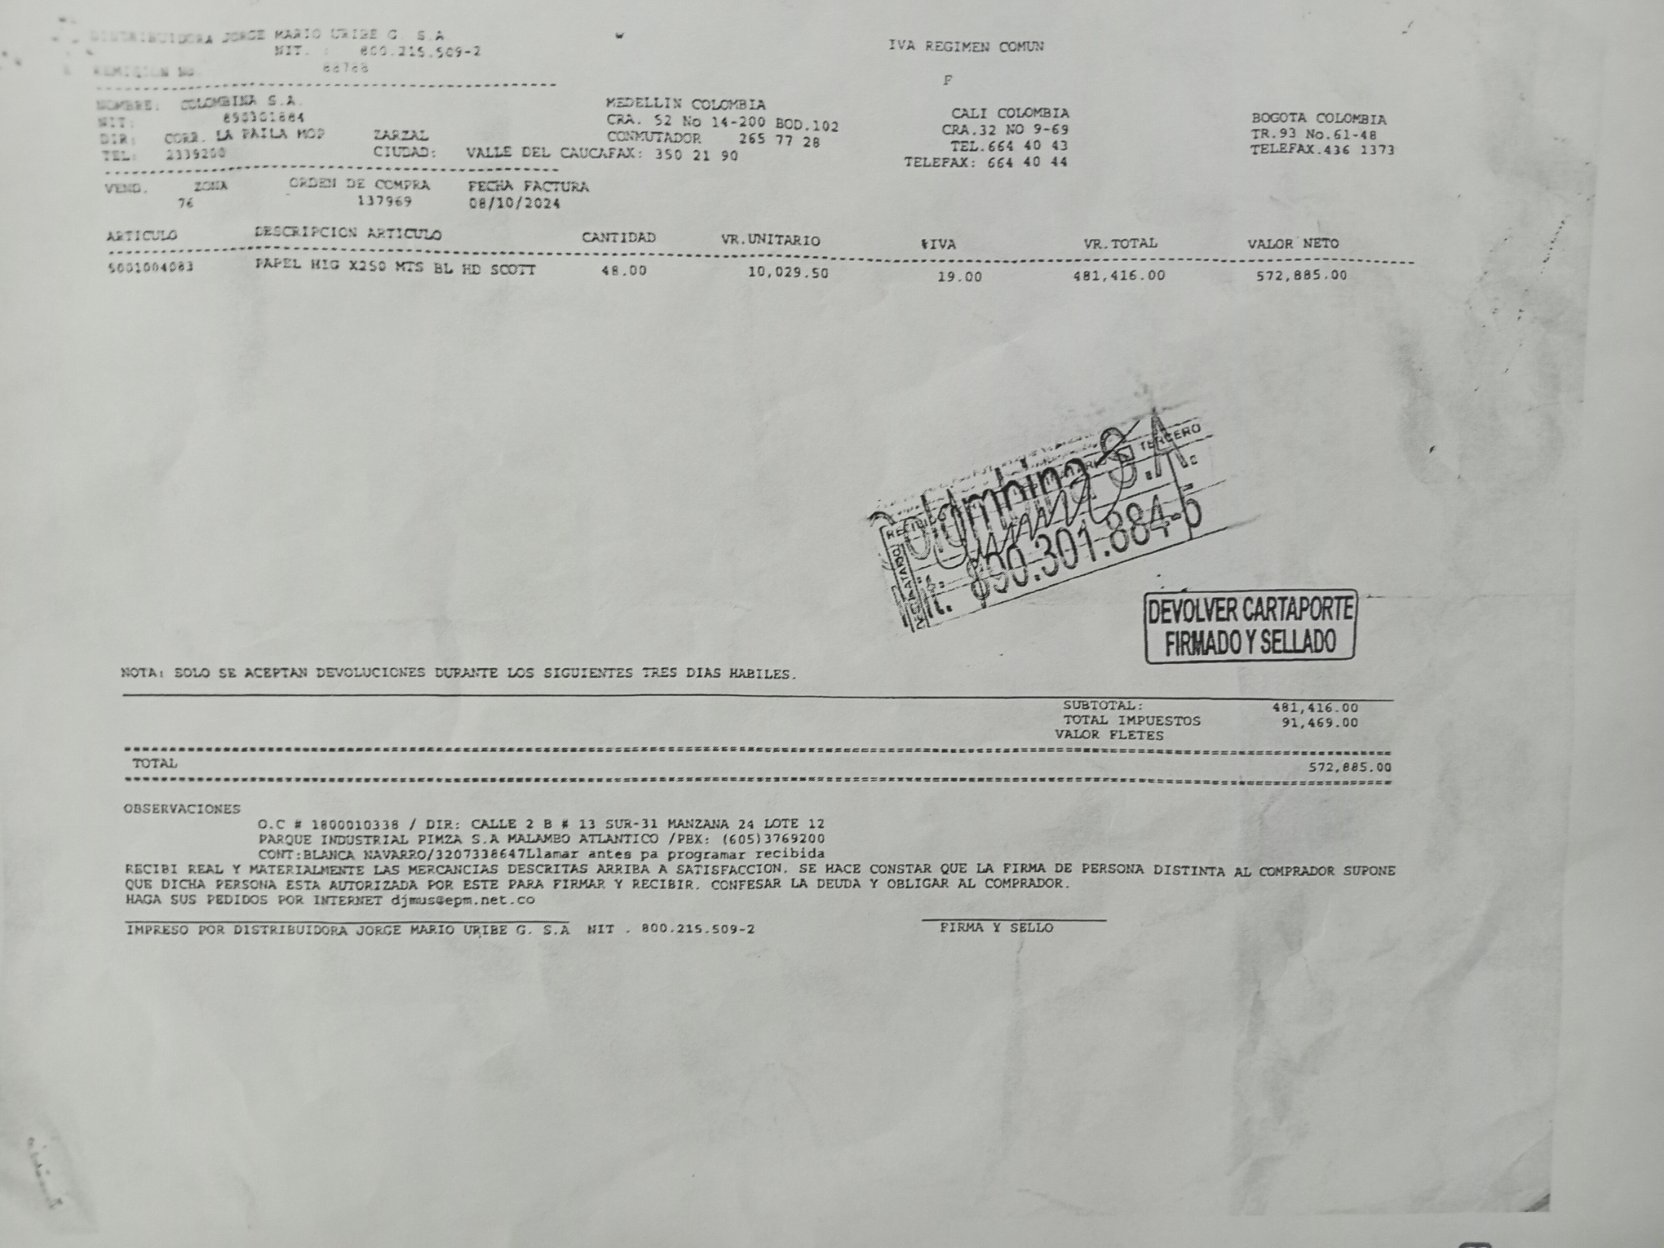 DISTRIBUIDORA JORGE MARIO URIBE G. S.A
NIT. : 800.215.509-2
IVA REGIMEN COMUN
REMISION No. 88788
F
NOMBRE: COLOMBINA S.A.
NIT: 890301884
DIR: CORR. LA PAILA MOP ZARZAL
TEL: 2339200 CIUDAD: VALLE DEL CAUCAFAX: 350 21 90
MEDELLIN COLOMBIA
CRA. 52 No 14-200 BOD.102
CONMUTADOR 265 77 28
CALI COLOMBIA
CRA.32 NO 9-69
TEL.664 40 43
TELEFAX: 664 40 44
BOGOTA COLOMBIA
TR.93 No.61-48
TELEFAX.436 1373
VEND. ZONA ORDEN DE COMPRA FECHA FACTURA
76 137969 08/10/2024
ARTICULO DESCRIPCION ARTICULO CANTIDAD VR.UNITARIO %IVA VR.TOTAL VALOR NETO
5001004083 PAPEL HIG X250 MTS BL HD SCOTT 48.00 10,029.50 19.00 481,416.00 572,885.00
TERCERO
Colombina S.A.
it. 890.301.884-5
DEVOLVER CARTAPORTE
FIRMADO Y SELLADO
NOTA: SOLO SE ACEPTAN DEVOLUCIONES DURANTE LOS SIGUIENTES TRES DIAS HABILES.
SUBTOTAL: 481,416.00
TOTAL IMPUESTOS 91,469.00
VALOR FLETES
TOTAL 572,885.00
OBSERVACIONES
O.C # 1800010338 / DIR: CALLE 2 B # 13 SUR-31 MANZANA 24 LOTE 12
PARQUE INDUSTRIAL PIMZA S.A MALAMBO ATLANTICO /PBX: (605)3769200
CONT:BLANCA NAVARRO/3207338647Llamar antes pa programar recibida
RECIBI REAL Y MATERIALMENTE LAS MERCANCIAS DESCRITAS ARRIBA A SATISFACCION. SE HACE CONSTAR QUE LA FIRMA DE PERSONA DISTINTA AL COMPRADOR SUPONE
QUE DICHA PERSONA ESTA AUTORIZADA POR ESTE PARA FIRMAR Y RECIBIR. CONFESAR LA DEUDA Y OBLIGAR AL COMPRADOR.
HAGA SUS PEDIDOS POR INTERNET djmus@epm.net.co
IMPRESO POR DISTRIBUIDORA JORGE MARIO URIBE G. S.A NIT . 800.215.509-2
FIRMA Y SELLO